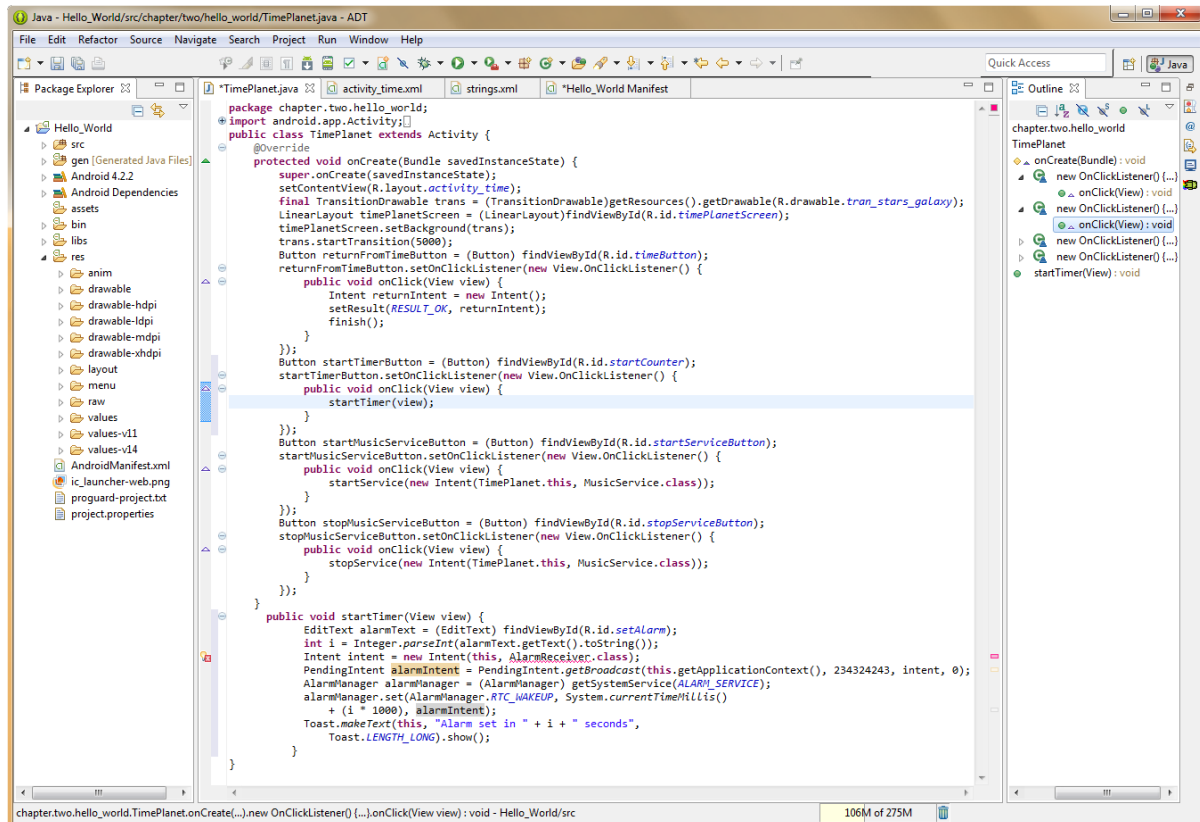 Java - Hello_World/src/chapter/two/hello_world/TimePlanet.java - ADT
File Edit Refactor Source Navigate Search Project Run Window Help
Quick Access
Java
Package Explorer
Hello_World
src
gen [Generated Java Files]
Android 4.2.2
Android Dependencies
assets
bin
libs
res
anim
drawable
drawable-hdpi
drawable-ldpi
drawable-mdpi
drawable-xhdpi
layout
menu
raw
values
values-v11
values-v14
AndroidManifest.xml
ic_launcher-web.png
proguard-project.txt
project.properties
*TimePlanet.java activity_time.xml strings.xml *Hello_World Manifest
package chapter.two.hello_world;
import android.app.Activity;
public class TimePlanet extends Activity {
@Override
protected void onCreate(Bundle savedInstanceState) {
super.onCreate(savedInstanceState);
setContentView(R.layout.activity_time);
final TransitionDrawable trans = (TransitionDrawable)getResources().getDrawable(R.drawable.tran_stars_galaxy);
LinearLayout timePlanetScreen = (LinearLayout)findViewById(R.id.timePlanetScreen);
timePlanetScreen.setBackground(trans);
trans.startTransition(5000);
Button returnFromTimeButton = (Button) findViewById(R.id.timeButton);
returnFromTimeButton.setOnClickListener(new View.OnClickListener() {
public void onClick(View view) {
Intent returnIntent = new Intent();
setResult(RESULT_OK, returnIntent);
finish();
}
});
Button startTimerButton = (Button) findViewById(R.id.startCounter);
startTimerButton.setOnClickListener(new View.OnClickListener() {
public void onClick(View view) {
startTimer(view);
}
});
Button startMusicServiceButton = (Button) findViewById(R.id.startServiceButton);
startMusicServiceButton.setOnClickListener(new View.OnClickListener() {
public void onClick(View view) {
startService(new Intent(TimePlanet.this, MusicService.class));
}
});
Button stopMusicServiceButton = (Button) findViewById(R.id.stopServiceButton);
stopMusicServiceButton.setOnClickListener(new View.OnClickListener() {
public void onClick(View view) {
stopService(new Intent(TimePlanet.this, MusicService.class));
}
});
}
public void startTimer(View view) {
EditText alarmText = (EditText) findViewById(R.id.setAlarm);
int i = Integer.parseInt(alarmText.getText().toString());
Intent intent = new Intent(this, AlarmReceiver.class);
PendingIntent alarmIntent = PendingIntent.getBroadcast(this.getApplicationContext(), 234324243, intent, 0);
AlarmManager alarmManager = (AlarmManager) getSystemService(ALARM_SERVICE);
alarmManager.set(AlarmManager.RTC_WAKEUP, System.currentTimeMillis()
+ (i * 1000), alarmIntent);
Toast.makeText(this, "Alarm set in " + i + " seconds",
Toast.LENGTH_LONG).show();
}
}
Outline
chapter.two.hello_world
TimePlanet
onCreate(Bundle) : void
new OnClickListener() {...}
onClick(View) : void
new OnClickListener() {...}
onClick(View) : void
new OnClickListener() {...}
new OnClickListener() {...}
startTimer(View) : void
chapter.two.hello_world.TimePlanet.onCreate(...).new OnClickListener() {...}.onClick(View view) : void - Hello_World/src
106M of 275M